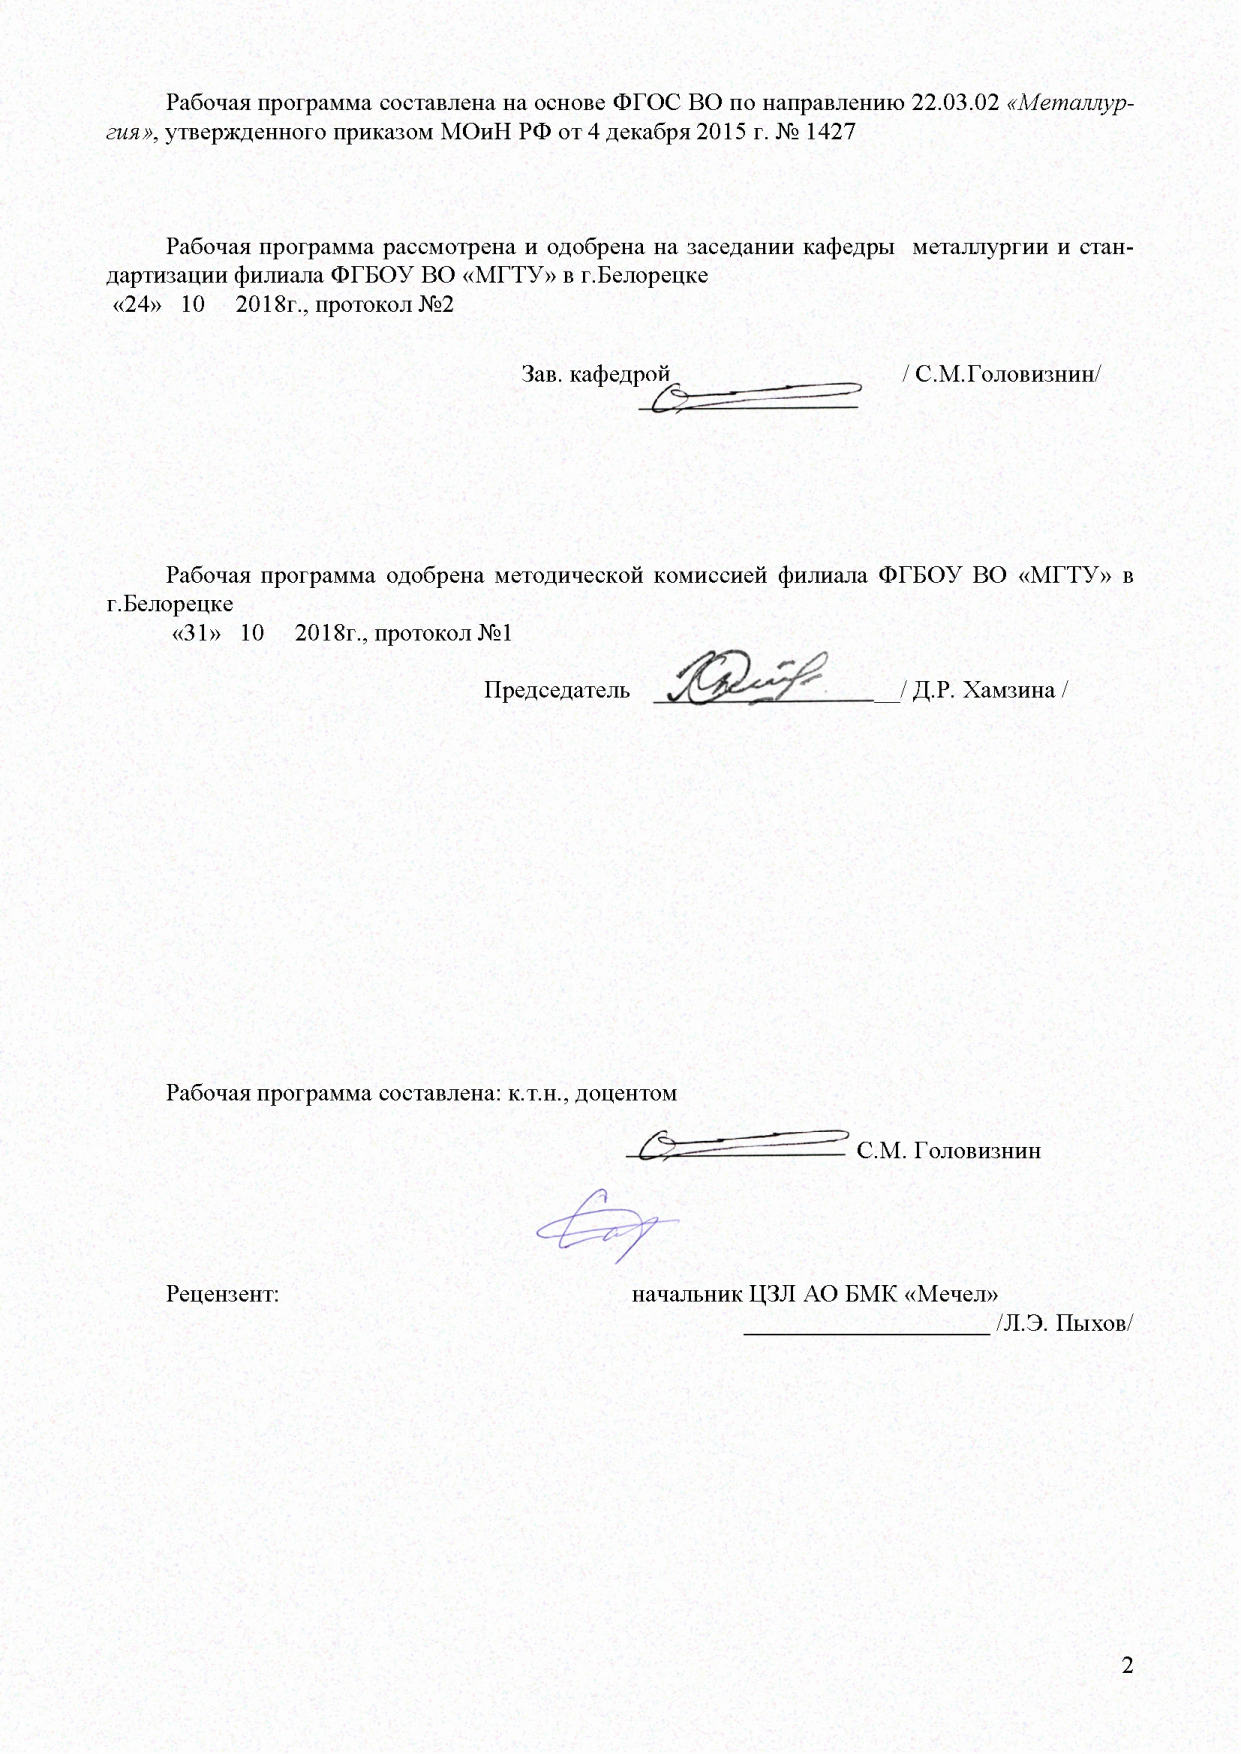 Рабочая программа составлена на основе ФГОС ВО по направлению 22.03.02 «Металлур-
гия», утвержденного приказом МОиН РФ от 4 декабря 2015 г. № 1427
Рабочая программа рассмотрена и одобрена на заседании кафедры металлургии и стан-
дартизации филиала ФГБОУ ВО «МГТУ» в г.Белорецке
«24» 10 2018г., протокол №2
Зав. кафедрой / С.М.Головизнин/
Рабочая программа одобрена методической комиссией филиала ФГБОУ ВО «МГТУ» в
г.Белорецке
«31» 10 2018г., протокол №1
Председатель / Д.Р. Хамзина /
Рабочая программа составлена: к.т.н., доцентом
С.М. Головизнин
Рецензент: начальник ЦЗЛ АО БМК «Мечел»
/Л.Э. Пыхов/
2